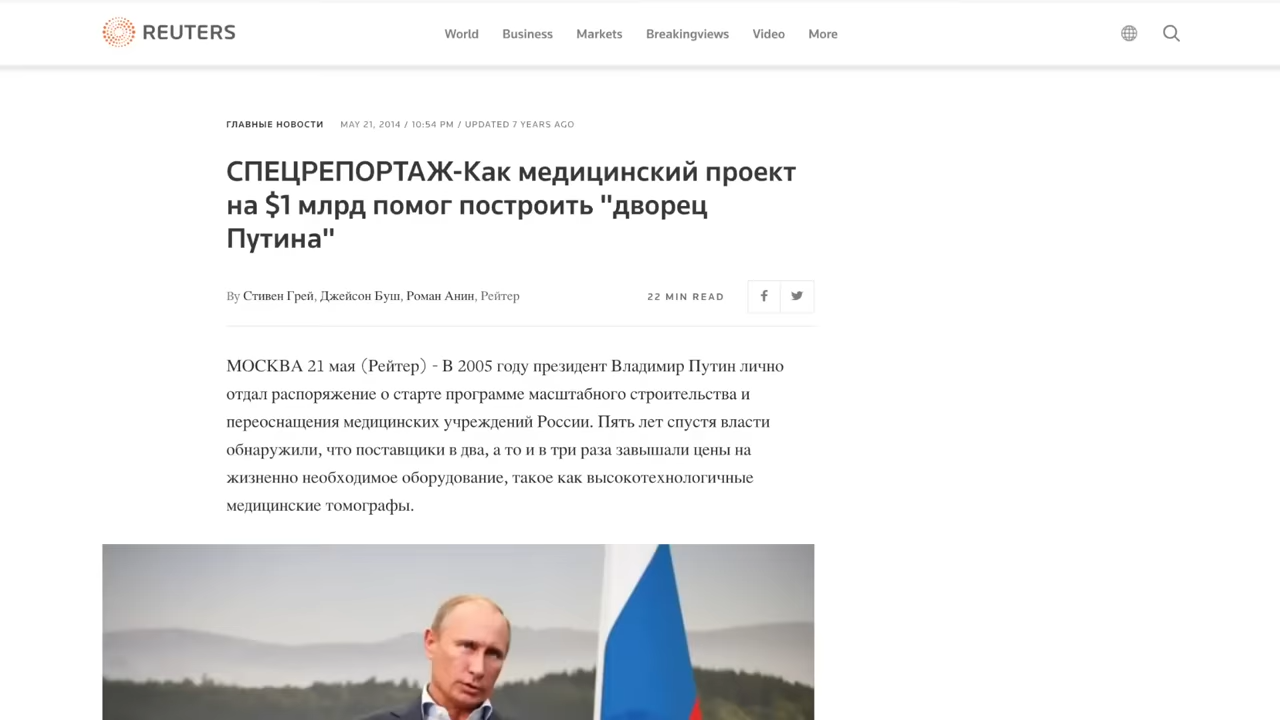 REUTERS
World Business Markets Breakingviews Video More
ГЛАВНЫЕ НОВОСТИ MAY 21, 2014 / 10:54 PM / UPDATED 7 YEARS AGO
СПЕЦРЕПОРТАЖ-Как медицинский проект
на $1 млрд помог построить "дворец
Путина"
By Стивен Грей, Джейсон Буш, Роман Анин, Рейтер
22 MIN READ
МОСКВА 21 мая (Рейтер) - В 2005 году президент Владимир Путин лично
отдал распоряжение о старте программе масштабного строительства и
переоснащения медицинских учреждений России. Пять лет спустя власти
обнаружили, что поставщики в два, а то и в три раза завышали цены на
жизненно необходимое оборудование, такое как высокотехнологичные
медицинские томографы.